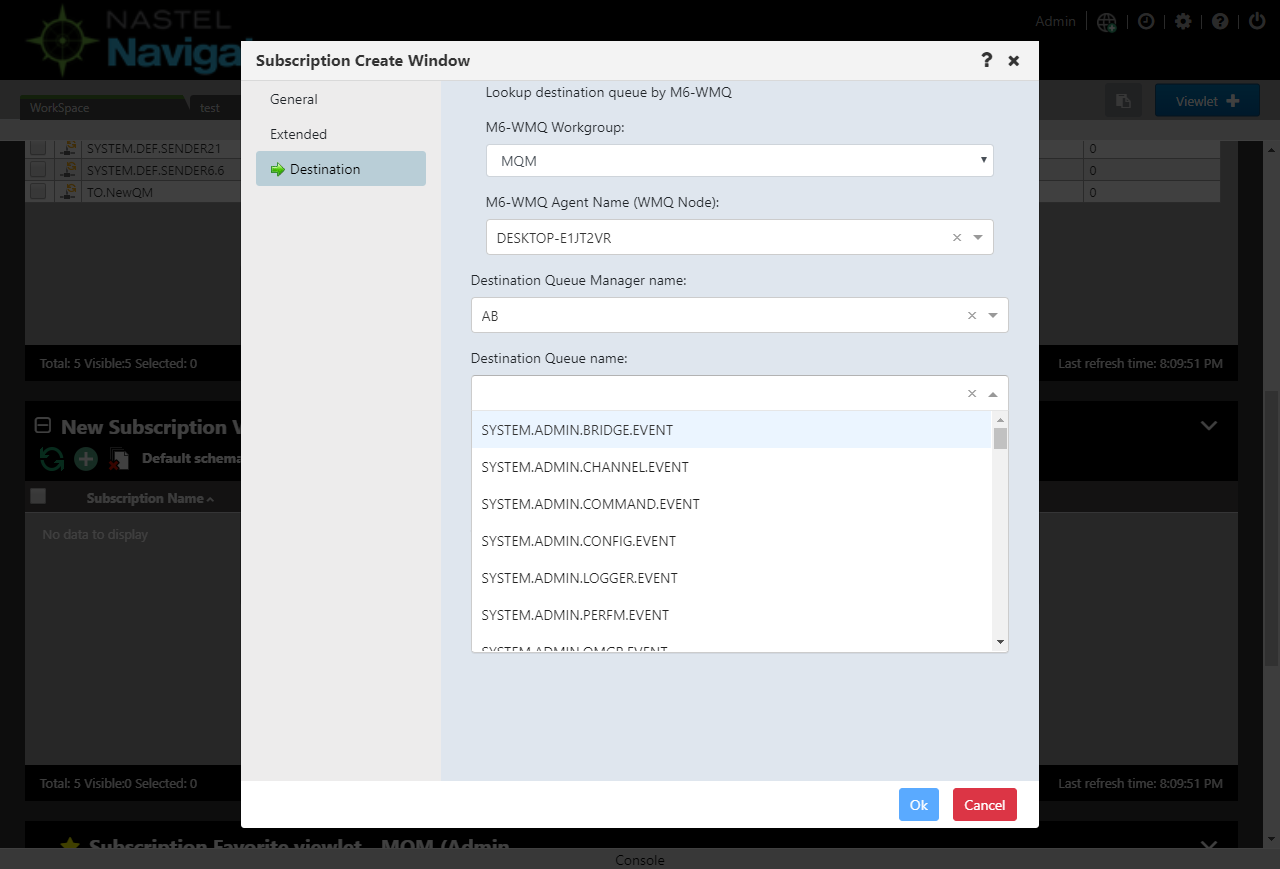 NASTEL
Naviga
Admin
WorkSpace
test
Viewlet
Subscription Create Window
General
Extended
Destination
Lookup destination queue by M6-WMQ
M6-WMQ Workgroup:
MQM
M6-WMQ Agent Name (WMQ Node):
DESKTOP-E1JT2VR
Destination Queue Manager name:
AB
Destination Queue name:
SYSTEM.ADMIN.BRIDGE.EVENT
SYSTEM.ADMIN.CHANNEL.EVENT
SYSTEM.ADMIN.COMMAND.EVENT
SYSTEM.ADMIN.CONFIG.EVENT
SYSTEM.ADMIN.LOGGER.EVENT
SYSTEM.ADMIN.PERFM.EVENT
SYSTEM.ADMIN.QMGR.EVENT
Ok
Cancel
SYSTEM.DEF.SENDER21
0
SYSTEM.DEF.SENDER6.6
0
TO.NewQM
0
Total: 5 Visible:5 Selected: 0
Last refresh time: 8:09:51 PM
New Subscription V
Default schema
Subscription Name
No data to display
Total: 5 Visible:0 Selected: 0
Last refresh time: 8:09:51 PM
Subscription Favorite viewlet - MQM (Admin
Console